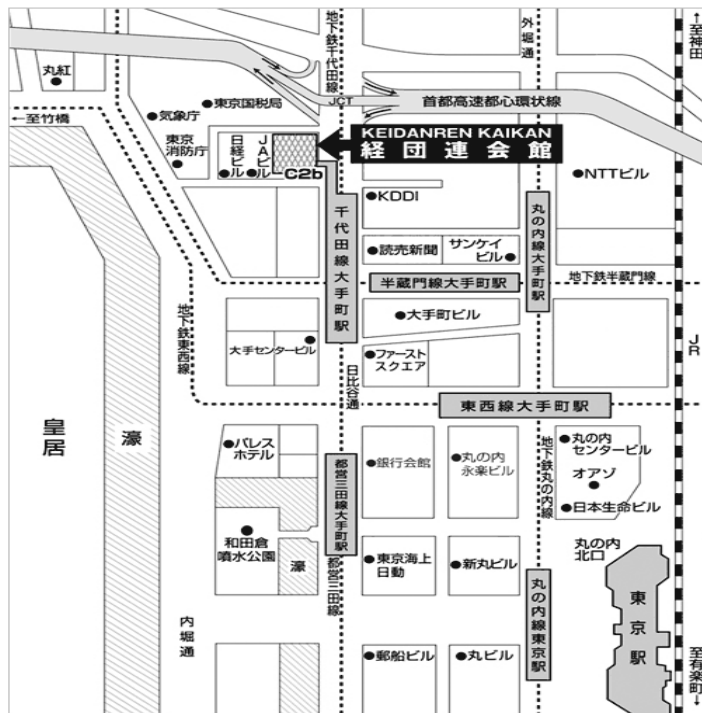 地下鉄千代田線
外堀通
↑至神田
丸紅
JCT
首都高速都心環状線
気象庁
東京国税局
←至竹橋
東京
消防庁
日経ビル
JAビル
C2b
KEIDANREN KAIKAN
経団連会館
NTTビル
KDDI
千代田線大手町駅
丸の内線大手町駅
読売新聞
サンケイ
ビル
半蔵門線大手町駅
地下鉄半蔵門線
地下鉄東西線
大手町ビル
JR
大手センタービル
ファースト
スクエア
日比谷通
東西線大手町駅
皇居
濠
パレス
ホテル
都営三田線大手町駅
銀行会館
丸の内
永楽ビル
地下鉄丸の内線
丸の内
センタービル
オアゾ
日本生命ビル
和田倉
噴水公園
濠
都営三田線
東京海上
日動
新丸ビル
丸の内
北口
丸の内線東京駅
東京駅
内堀通
郵船ビル
丸ビル
至有楽町↓